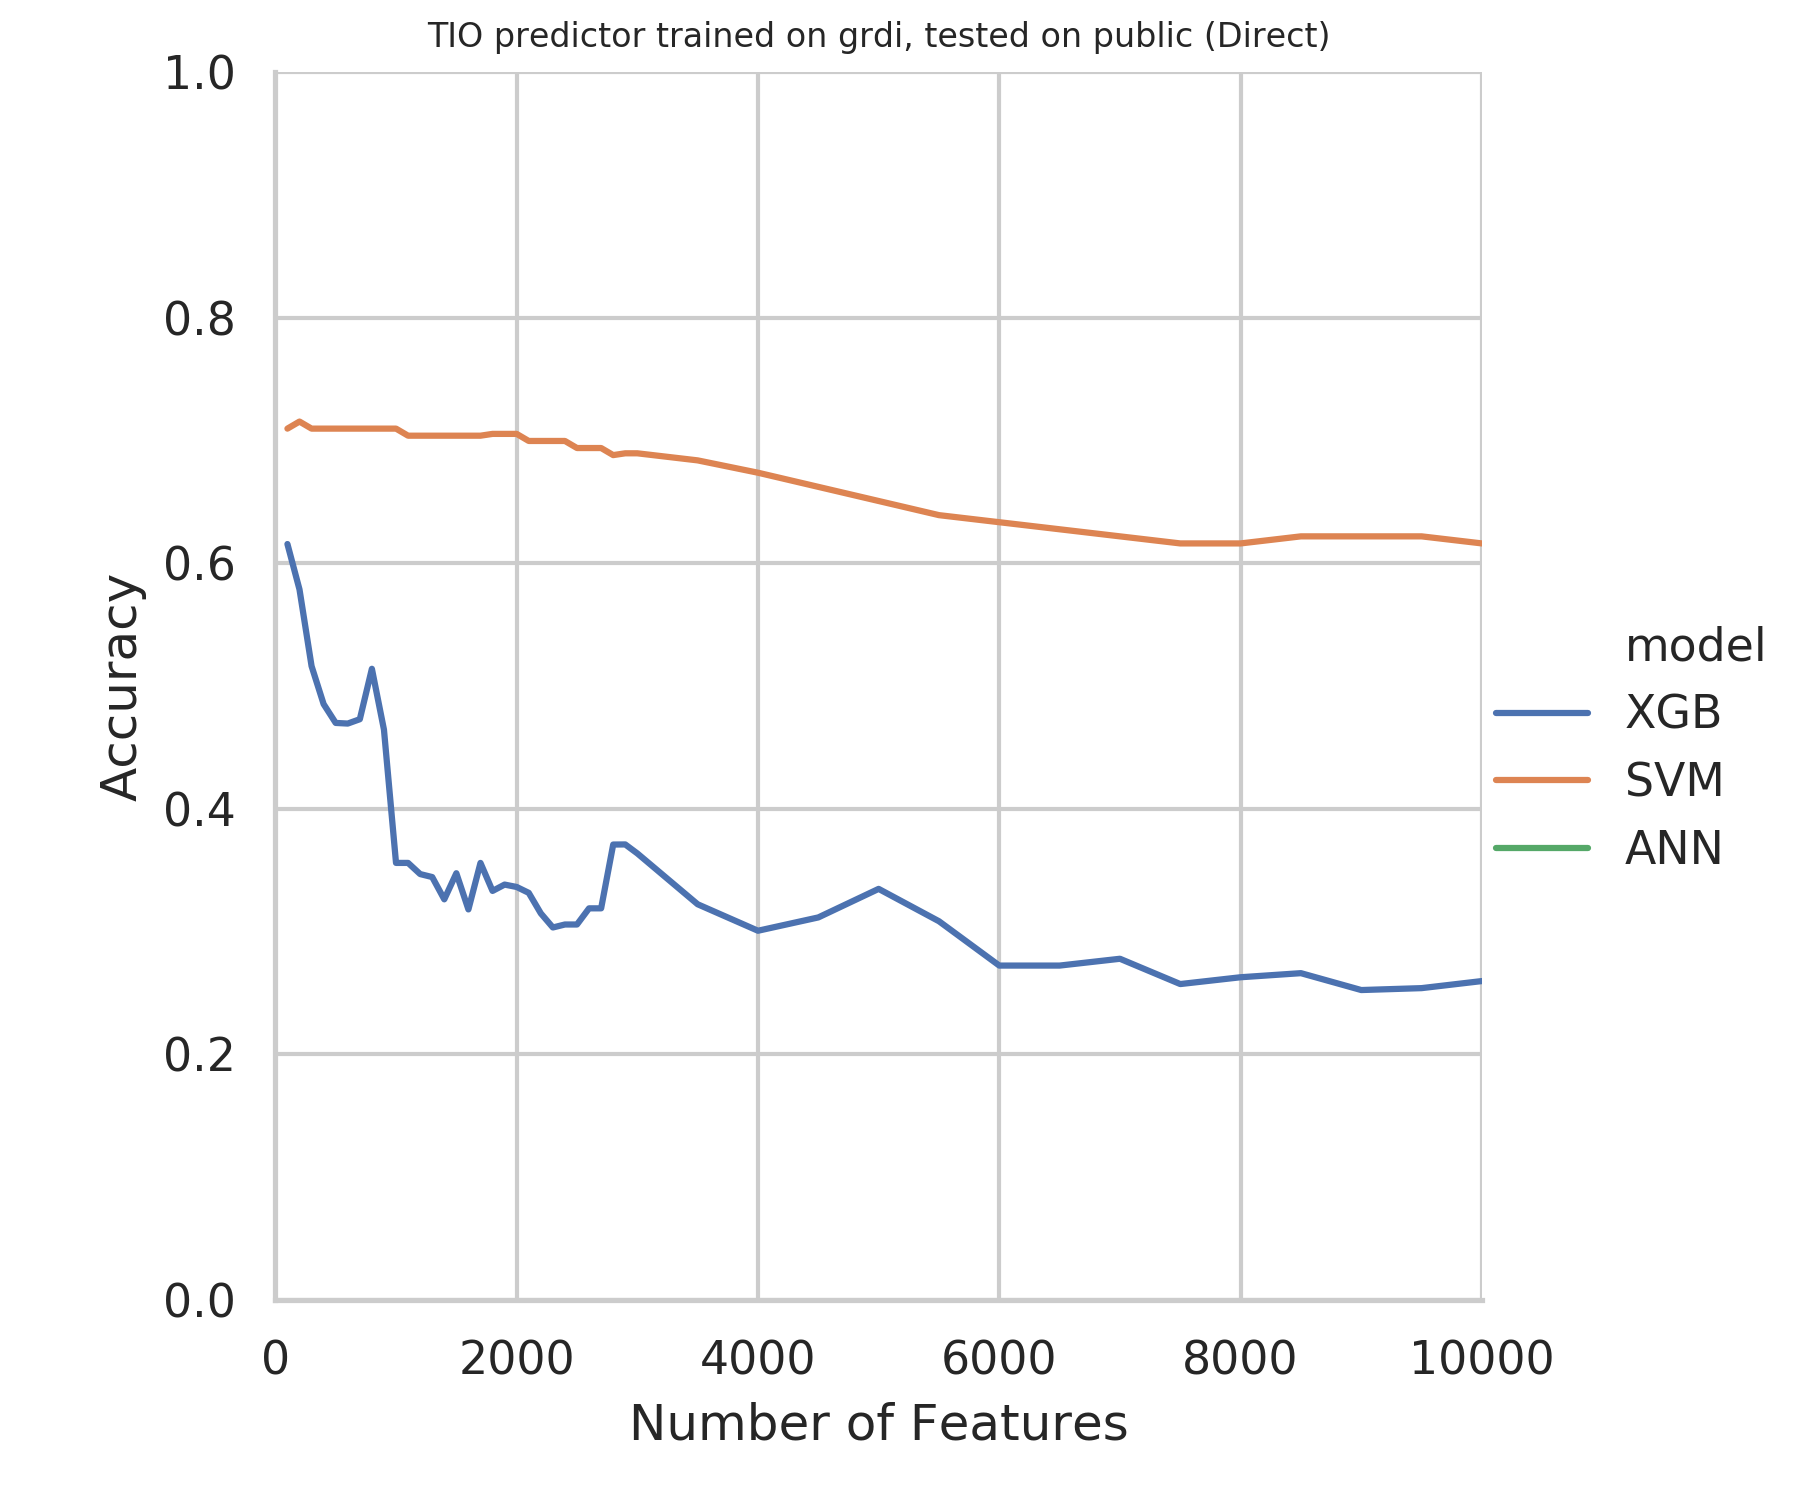 TIO predictor trained on grdi, tested on public (Direct)
1.0
0.8
0.6
0.4
0.2
0.0
Accuracy
0 2000 4000 6000 8000 10000
Number of Features
model
XGB
SVM
ANN